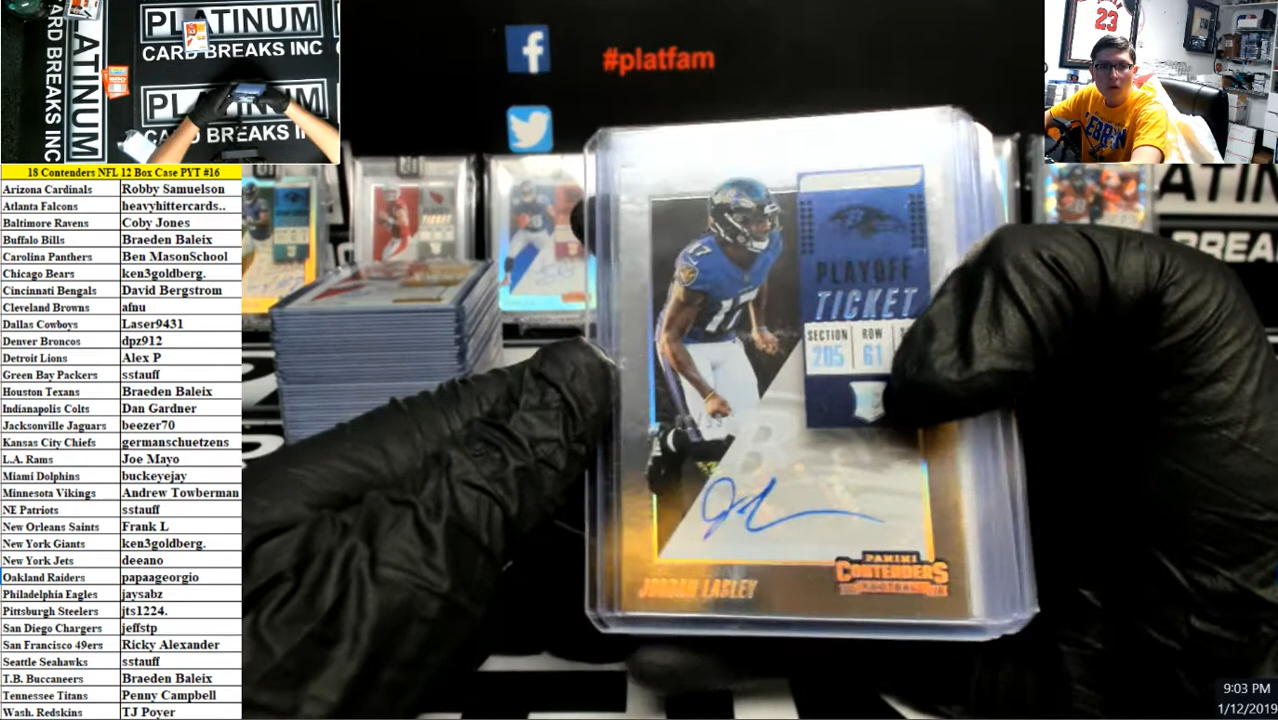 ARD BREAKS INC
PLATINUM
PLATINUM
CARD BREAKS INC
PLATINUM
CARD BREAKS IN
#platfam
23
18 Contenders NFL 12 Box Case PYT #16
Arizona Cardinals Robby Samuelson
Atlanta Falcons heavyhittercards..
Baltimore Ravens Coby Jones
Buffalo Bills Braeden Baleix
Carolina Panthers Ben MasonSchool
Chicago Bears ken3goldberg.
Cincinnati Bengals David Bergstrom
Cleveland Browns afnu
Dallas Cowboys Laser9431
Denver Broncos dpz912
Detroit Lions Alex P
Green Bay Packers sstauff
Houston Texans Braeden Baleix
Indianapolis Colts Dan Gardner
Jacksonville Jaguars beezer70
Kansas City Chiefs germanschuetzens
L.A. Rams Joe Mayo
Miami Dolphins buckeyejay
Minnesota Vikings Andrew Towberman
NE Patriots sstauff
New Orleans Saints Frank L
New York Giants ken3goldberg.
New York Jets deeano
Oakland Raiders papaageorgio
Philadelphia Eagles jaysabz
Pittsburgh Steelers jts1224.
San Diego Chargers jeffstp
San Francisco 49ers Ricky Alexander
Seattle Seahawks sstauff
T.B. Buccaneers Braeden Baleix
Tennessee Titans Penny Campbell
Wash. Redskins TJ Poyer
TICKET
PLAYOFF
TICKET
SECTION ROW
205 61
17
JORDAN LASLEY
PANINI
CONTENDERS
9:03 PM
1/12/2019